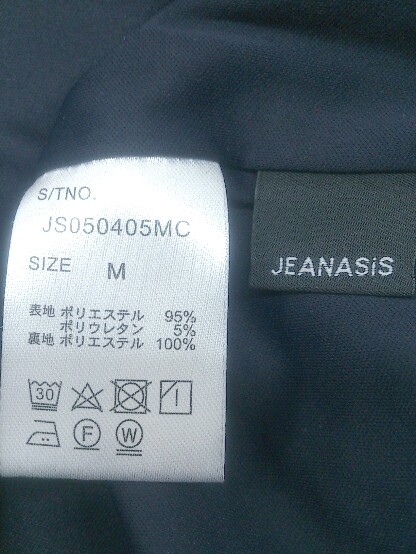 S/TNO.
JS050405MC
SIZE M
JEANASiS
表地 ポリエステル 95%
ポリウレタン 5%
裏地 ポリエステル 100%
30
F W